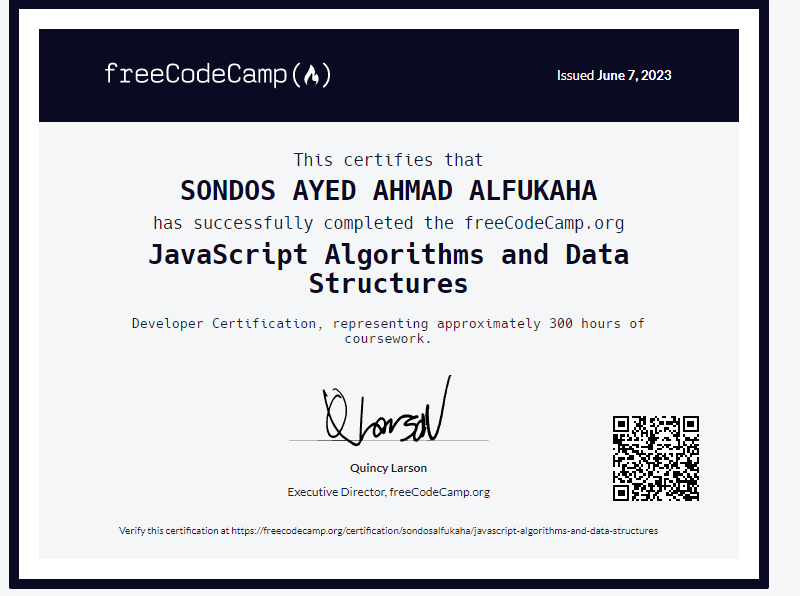 freeCodeCamp
Issued June 7, 2023
This certifies that
SONDOS AYED AHMAD ALFUKAHA
has successfully completed the freeCodeCamp.org
JavaScript Algorithms and Data
Structures
Developer Certification, representing approximately 300 hours of
coursework.
Q Larson
Quincy Larson
Executive Director, freeCodeCamp.org
Verify this certification at https://freecodecamp.org/certification/sondosalfukaha/javascript-algorithms-and-data-structures